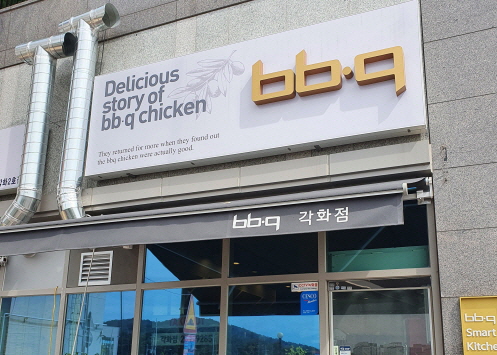 Delicious
story of
bb·q chicken
bb·q
They returned for more when they found out
the bbq chicken were actually good.
bb·q 각화점
bb·q
Smart
Kitche